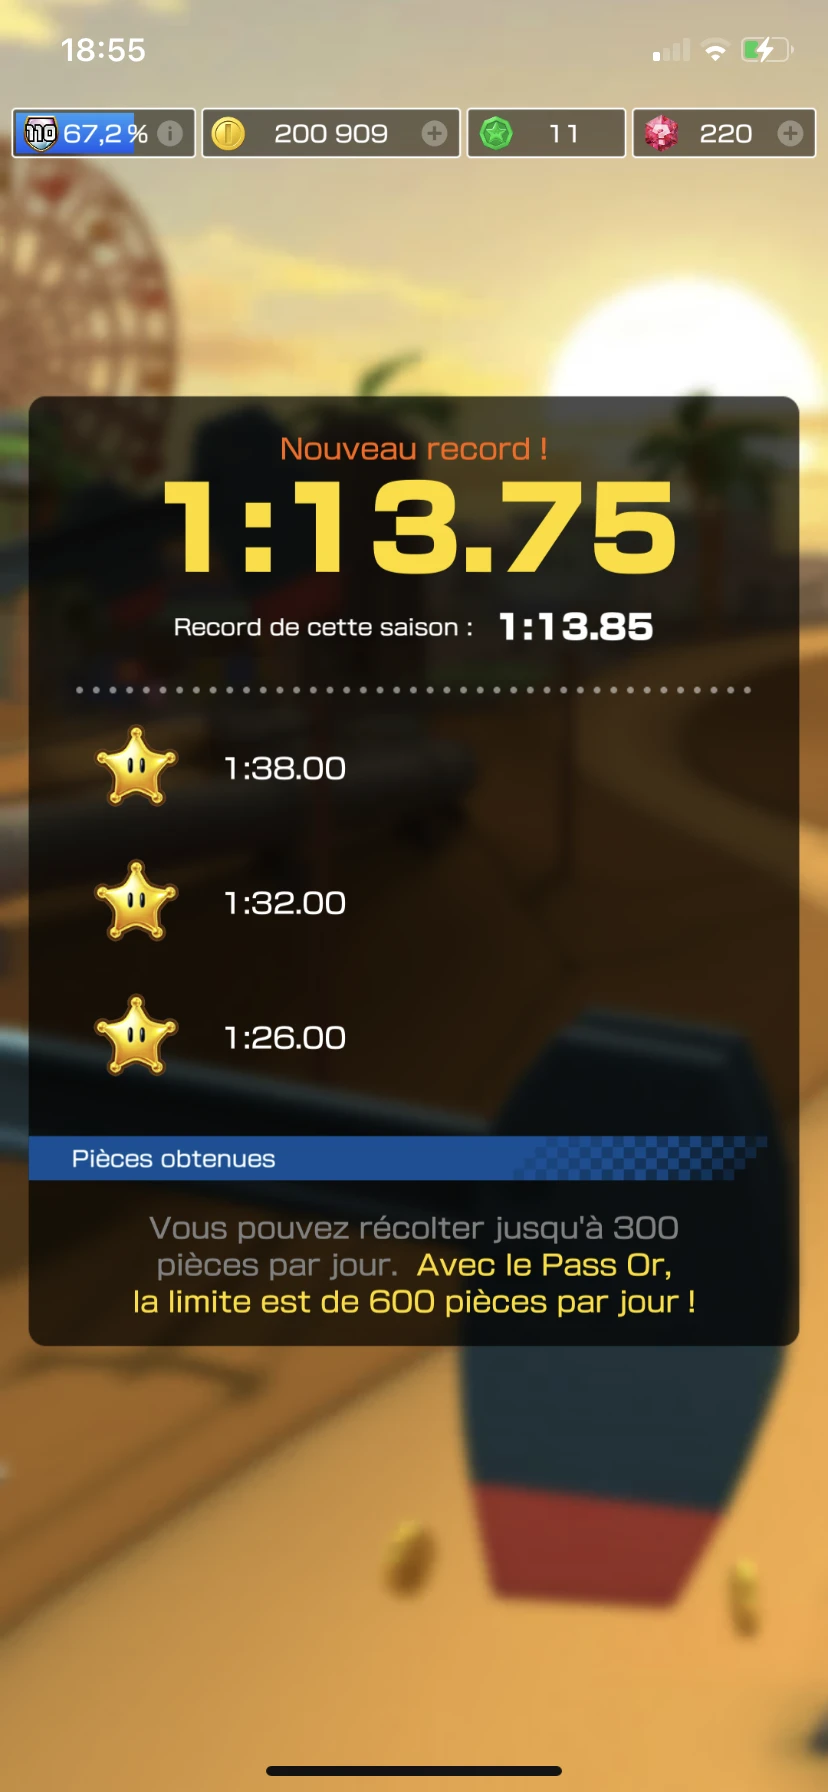 18:55
110 67,2 % i 200 909 + 11 220 +
Nouveau record !
1:13.75
Record de cette saison : 1:13.85
1:38.00
1:32.00
1:26.00
Pièces obtenues
Vous pouvez récolter jusqu'à 300
pièces par jour. Avec le Pass Or,
la limite est de 600 pièces par jour !